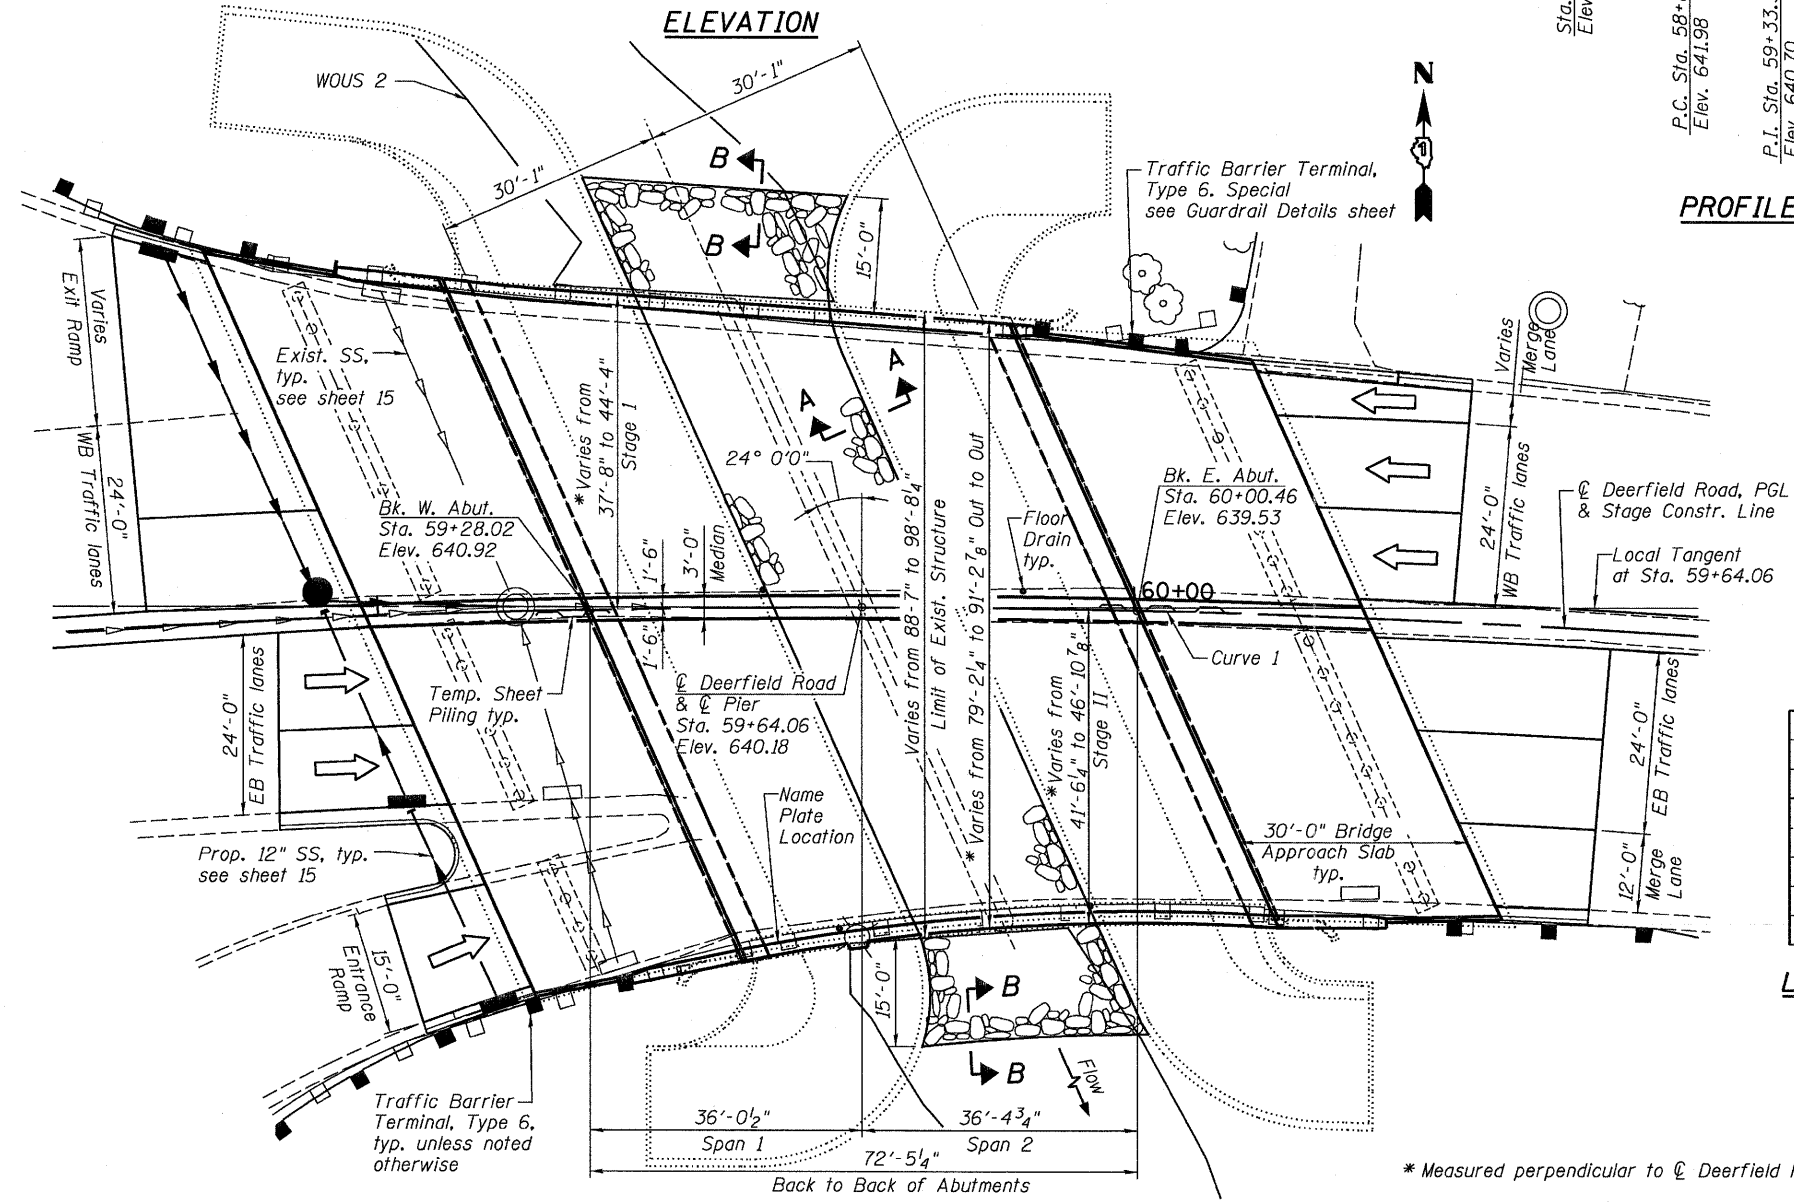 ELEVATION
Sta.
Elev
P.C. Sta. 58+
Elev. 641.98
P.I. Sta. 59+33.
Elev. 640.70
PROFILE
N
1
WOUS 2
30'-1"
30'-1"
B
B
15'-0"
Traffic Barrier Terminal,
Type 6. Special
see Guardrail Details sheet
Varies
Exit Ramp
24'-0"
WB Traffic lanes
Exist. SS,
typ.
see sheet 15
*Varies from
37'-8" to 44'-4"
Stage I
A
A
24° 0'0"
Bk. W. Abut.
Sta. 59+28.02
Elev. 640.92
1'-6"
1'-6"
3'-0"
Median
Varies from 88'-7" to 98'-8¼"
Limit of Exist. Structure
*Varies from 79'-2¼" to 91'-2⅞" Out to Out
Floor
Drain
typ.
Bk. E. Abut.
Sta. 60+00.46
Elev. 639.53
60+00
Varies
Merge
Lane
24'-0"
WB Traffic lanes
℄ Deerfield Road, PGL
& Stage Constr. Line
Local Tangent
at Sta. 59+64.06
Curve 1
24'-0"
EB Traffic lanes
Temp. Sheet
Piling typ.
℄ Deerfield Road
& ℄ Pier
Sta. 59+64.06
Elev. 640.18
*Varies from
41'-6¼" to 46'-10⅞"
Stage II
24'-0"
EB Traffic lanes
Name
Plate
Location
30'-0" Bridge
Approach Slab
typ.
12'-0"
Merge
Lane
Prop. 12" SS, typ.
see sheet 15
15'-0"
Entrance
Ramp
15'-0"
B
B
Flow
L
Traffic Barrier
Terminal, Type 6,
typ. unless noted
otherwise
36'-0½"
Span 1
36'-4¾"
Span 2
72'-5¼"
Back to Back of Abutments
* Measured perpendicular to ℄ Deerfield